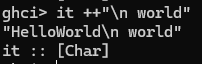 ghci> it ++"\n world"
"HelloWorld\n world"
it :: [Char]